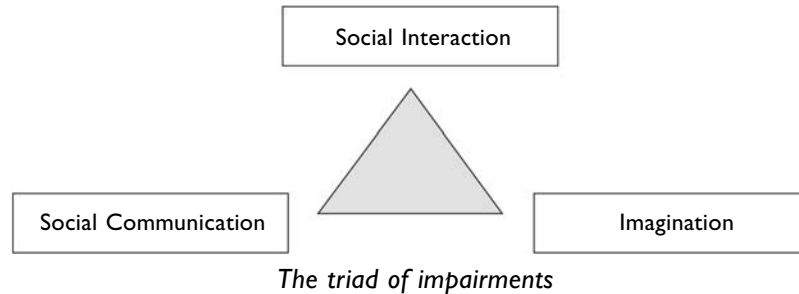 Social Interaction
Social Communication
Imagination
The triad of impairments